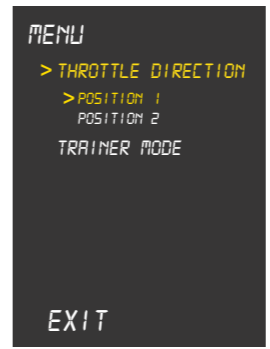 MENU
> THROTTLE DIRECTION
> POSITION 1
POSITION 2
TRAINER MODE
EXIT